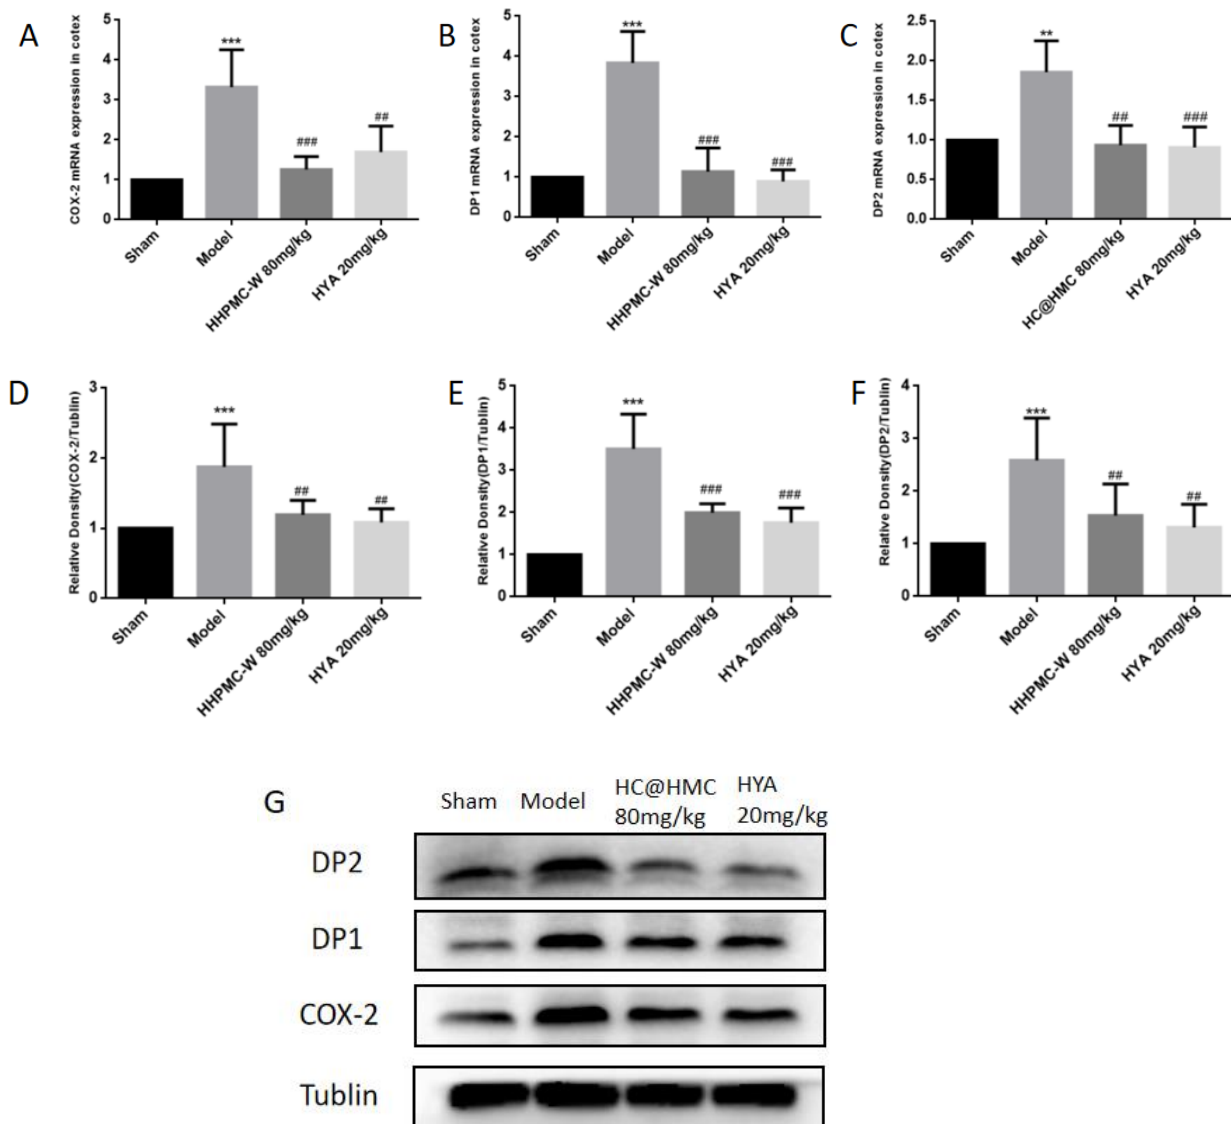 A
COX-2 mRNA expression in cotex
5
4
3
2
1
0
***
###
##
Sham
Model
HHPMC-W 80mg/kg
HYA 20mg/kg
B
DP1 mRNA expression in cotex
5
4
3
2
1
0
***
###
###
Sham
Model
HHPMC-W 80mg/kg
HYA 20mg/kg
C
DP2 mRNA expression in cotex
2.5
2.0
1.5
1.0
0.5
0.0
**
##
###
Sham
Model
HC@HMC 80mg/kg
HYA 20mg/kg
D
Relative Donsity(COX-2/Tublin)
3
2
1
0
***
##
##
Sham
Model
HHPMC-W 80mg/kg
HYA 20mg/kg
E
Relative Donsity(DP1/Tublin)
5
4
3
2
1
0
***
###
###
Sham
Model
HHPMC-W 80mg/kg
HYA 20mg/kg
F
Relative Donsity(DP2/Tublin)
4
3
2
1
0
***
##
##
Sham
Model
HHPMC-W 80mg/kg
HYA 20mg/kg
G
Sham
Model
HC@HMC
80mg/kg
HYA
20mg/kg
DP2
DP1
COX-2
Tublin